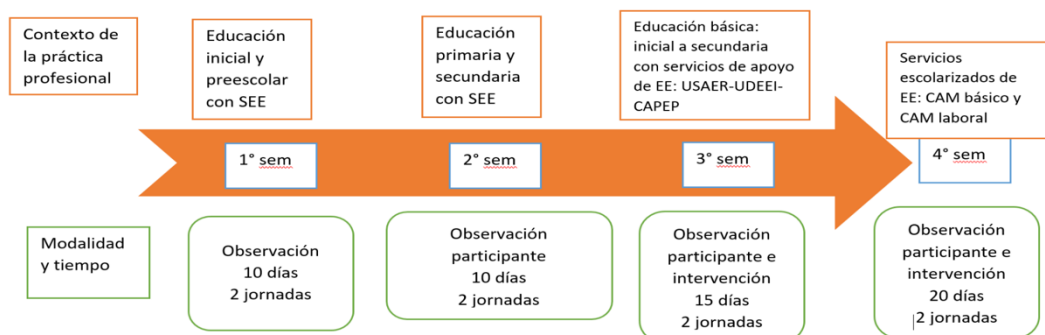 Contexto de
la práctica
profesional
Educación
inicial y
preescolar
con SEE
Educación
primaria y
secundaria
con SEE
Educación básica:
inicial a secundaria
con servicios de apoyo
de EE: USAER-UDEEI-
CAPEP
Servicios
escolarizados de
EE: CAM básico y
CAM laboral
1° sem
2° sem
3° sem
4° sem
Modalidad
y tiempo
Observación
10 días
2 jornadas
Observación
participante
10 días
2 jornadas
Observación
participante e
intervención
15 días
2 jornadas
Observación
participante e
intervención
20 días
2 jornadas